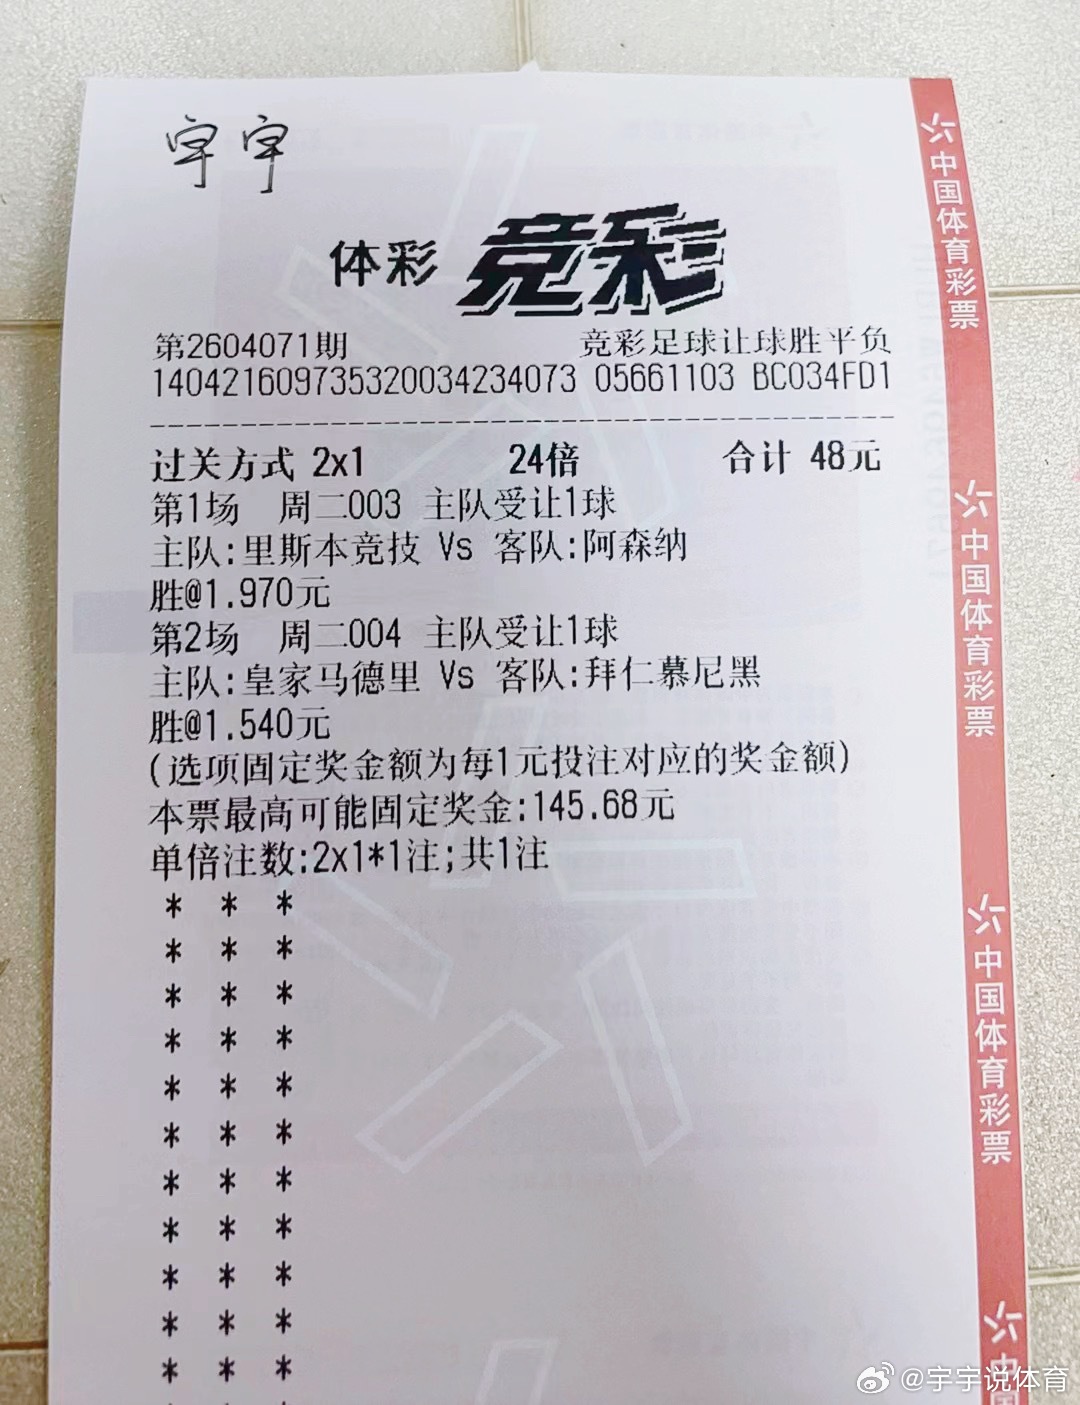 宇宇
体彩 竞彩
第2604071期 竞彩足球让球胜平负
140421609735320034234073 05661103 BC034FD1
过关方式 2x1 24倍 合计 48元
第1场 周二003 主队受让1球
主队:里斯本竞技 Vs 客队:阿森纳
胜@1.970元
第2场 周二004 主队受让1球
主队:皇家马德里 Vs 客队:拜仁慕尼黑
胜@1.540元
(选项固定奖金额为每1元投注对应的奖金额)
本票最高可能固定奖金:145.68元
单倍注数:2x1*1注;共1注
* * *
* * *
* * *
* * *
* * *
* * *
* * *
* * *
* * *
* * *
* * *
中国体育彩票
中国体育彩票
中国体育彩票
中国
@宇宇说体育